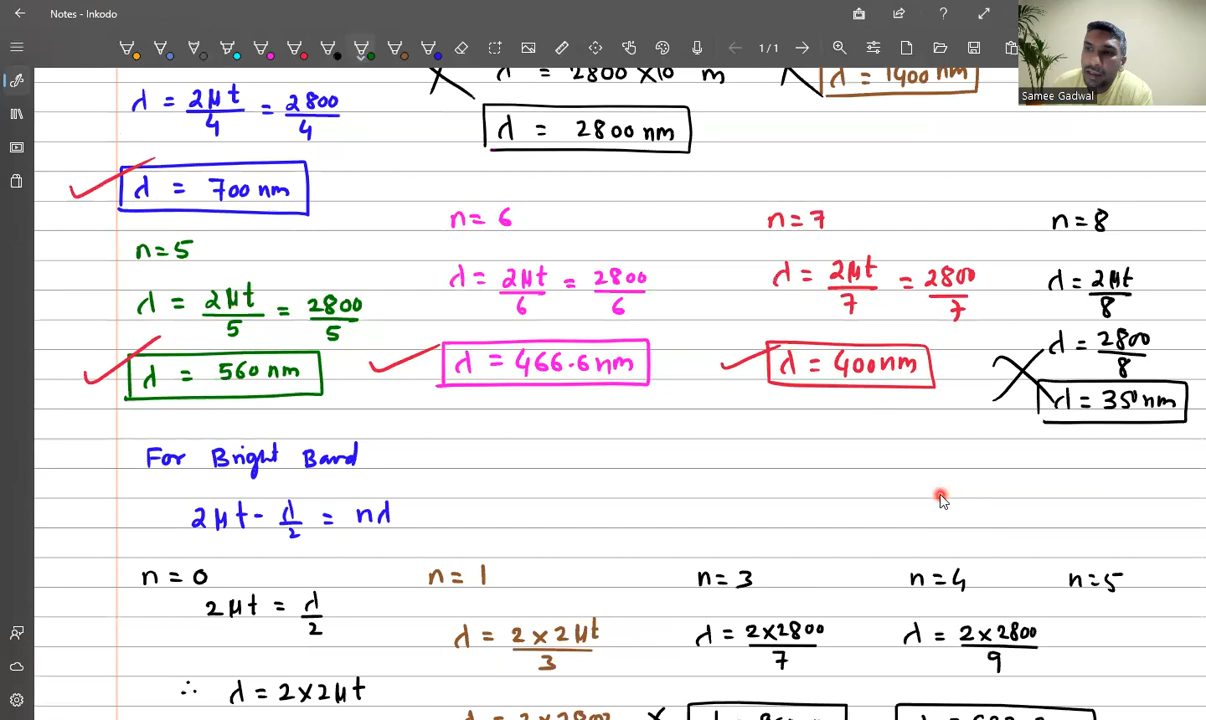 Notes - Inkodo
1/1
Samee Gadwal
λ = 2800 × 10 m
λ = 1400 nm
λ = 2μt/4 = 2800/4
λ = 2800 nm
λ = 700 nm
n = 5
λ = 2μt/5 = 2800/5
λ = 560 nm
n = 6
λ = 2μt/6 = 2800/6
λ = 466.6 nm
n = 7
λ = 2μt/7 = 2800/7
λ = 400 nm
n = 8
λ = 2μt/8
λ = 2800/8
λ = 350 nm
For Bright Band
2μt - λ/2 = nλ
n = 0
2μt = λ/2
∴ λ = 2×2μt
n = 1
λ = 2×2μt/3
n = 3
λ = 2×2800/7
n = 4
λ = 2×2800/9
n = 5